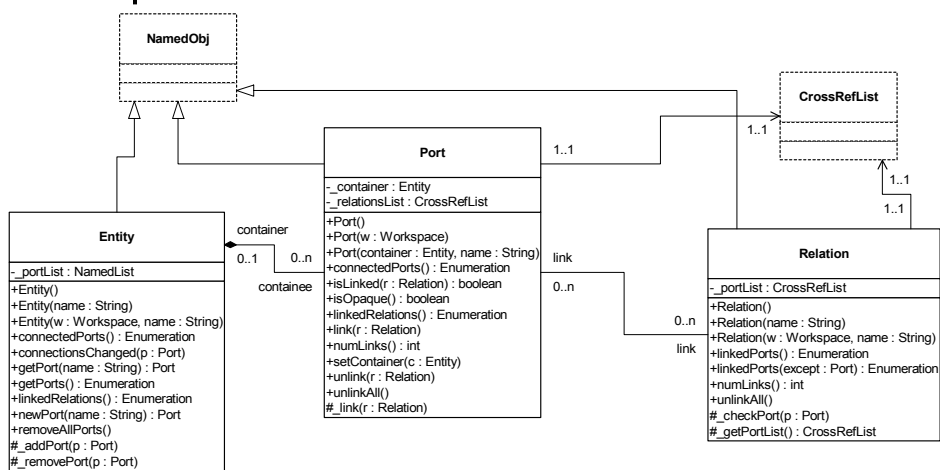 NamedObj
CrossRefList
1..1
1..1
Port
-_container : Entity
-_relationsList : CrossRefList
+Port()
+Port(w : Workspace)
+Port(container : Entity, name : String)
+connectedPorts() : Enumeration
+isLinked(r : Relation) : boolean
+isOpaque() : boolean
+linkedRelations() : Enumeration
+link(r : Relation)
+numLinks() : int
+setContainer(c : Entity)
+unlink(r : Relation)
+unlinkAll()
#_link(r : Relation)
1..1
1..1
Entity
-_portList : NamedList
+Entity()
+Entity(name : String)
+Entity(w : Workspace, name : String)
+connectedPorts() : Enumeration
+connectionsChanged(p : Port)
+getPort(name : String) : Port
+getPorts() : Enumeration
+linkedRelations() : Enumeration
+newPort(name : String) : Port
+removeAllPorts()
#_addPort(p : Port)
#_removePort(p : Port)
container
0..1
0..n
containee
link
0..n
0..n
link
Relation
-_portList : CrossRefList
+Relation()
+Relation(name : String)
+Relation(w : Workspace, name : String)
+linkedPorts() : Enumeration
+linkedPorts(except : Port) : Enumeration
+numLinks() : int
+unlinkAll()
#_checkPort(p : Port)
#_getPortList() : CrossRefList